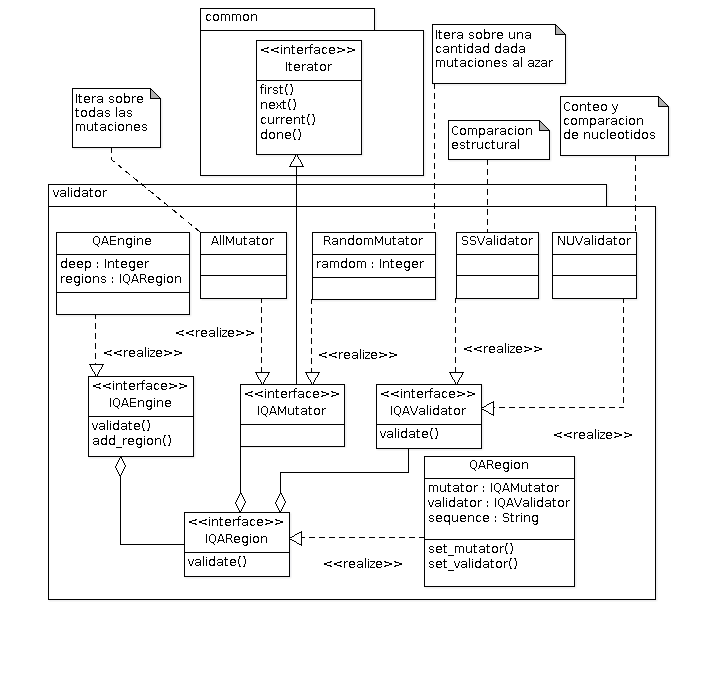 common
<<interface>>
Iterator
first()
next()
current()
done()
Itera sobre una
cantidad dada
mutaciones al azar
Itera sobre
todas las
mutaciones
Comparacion
estructural
Conteo y
comparacion
de nucleotidos
validator
QAEngine
deep : Integer
regions : IQARegion
AllMutator
RandomMutator
ramdom : Integer
SSValidator
NUValidator
<<realize>>
<<realize>>
<<realize>>
<<realize>>
<<interface>>
IQAEngine
validate()
add_region()
<<interface>>
IQAMutator
<<interface>>
IQAValidator
validate()
<<realize>>
QARegion
mutator : IQAMutator
validator : IQAValidator
sequence : String
set_mutator()
set_validator()
<<interface>>
IQARegion
validate()
<<realize>>